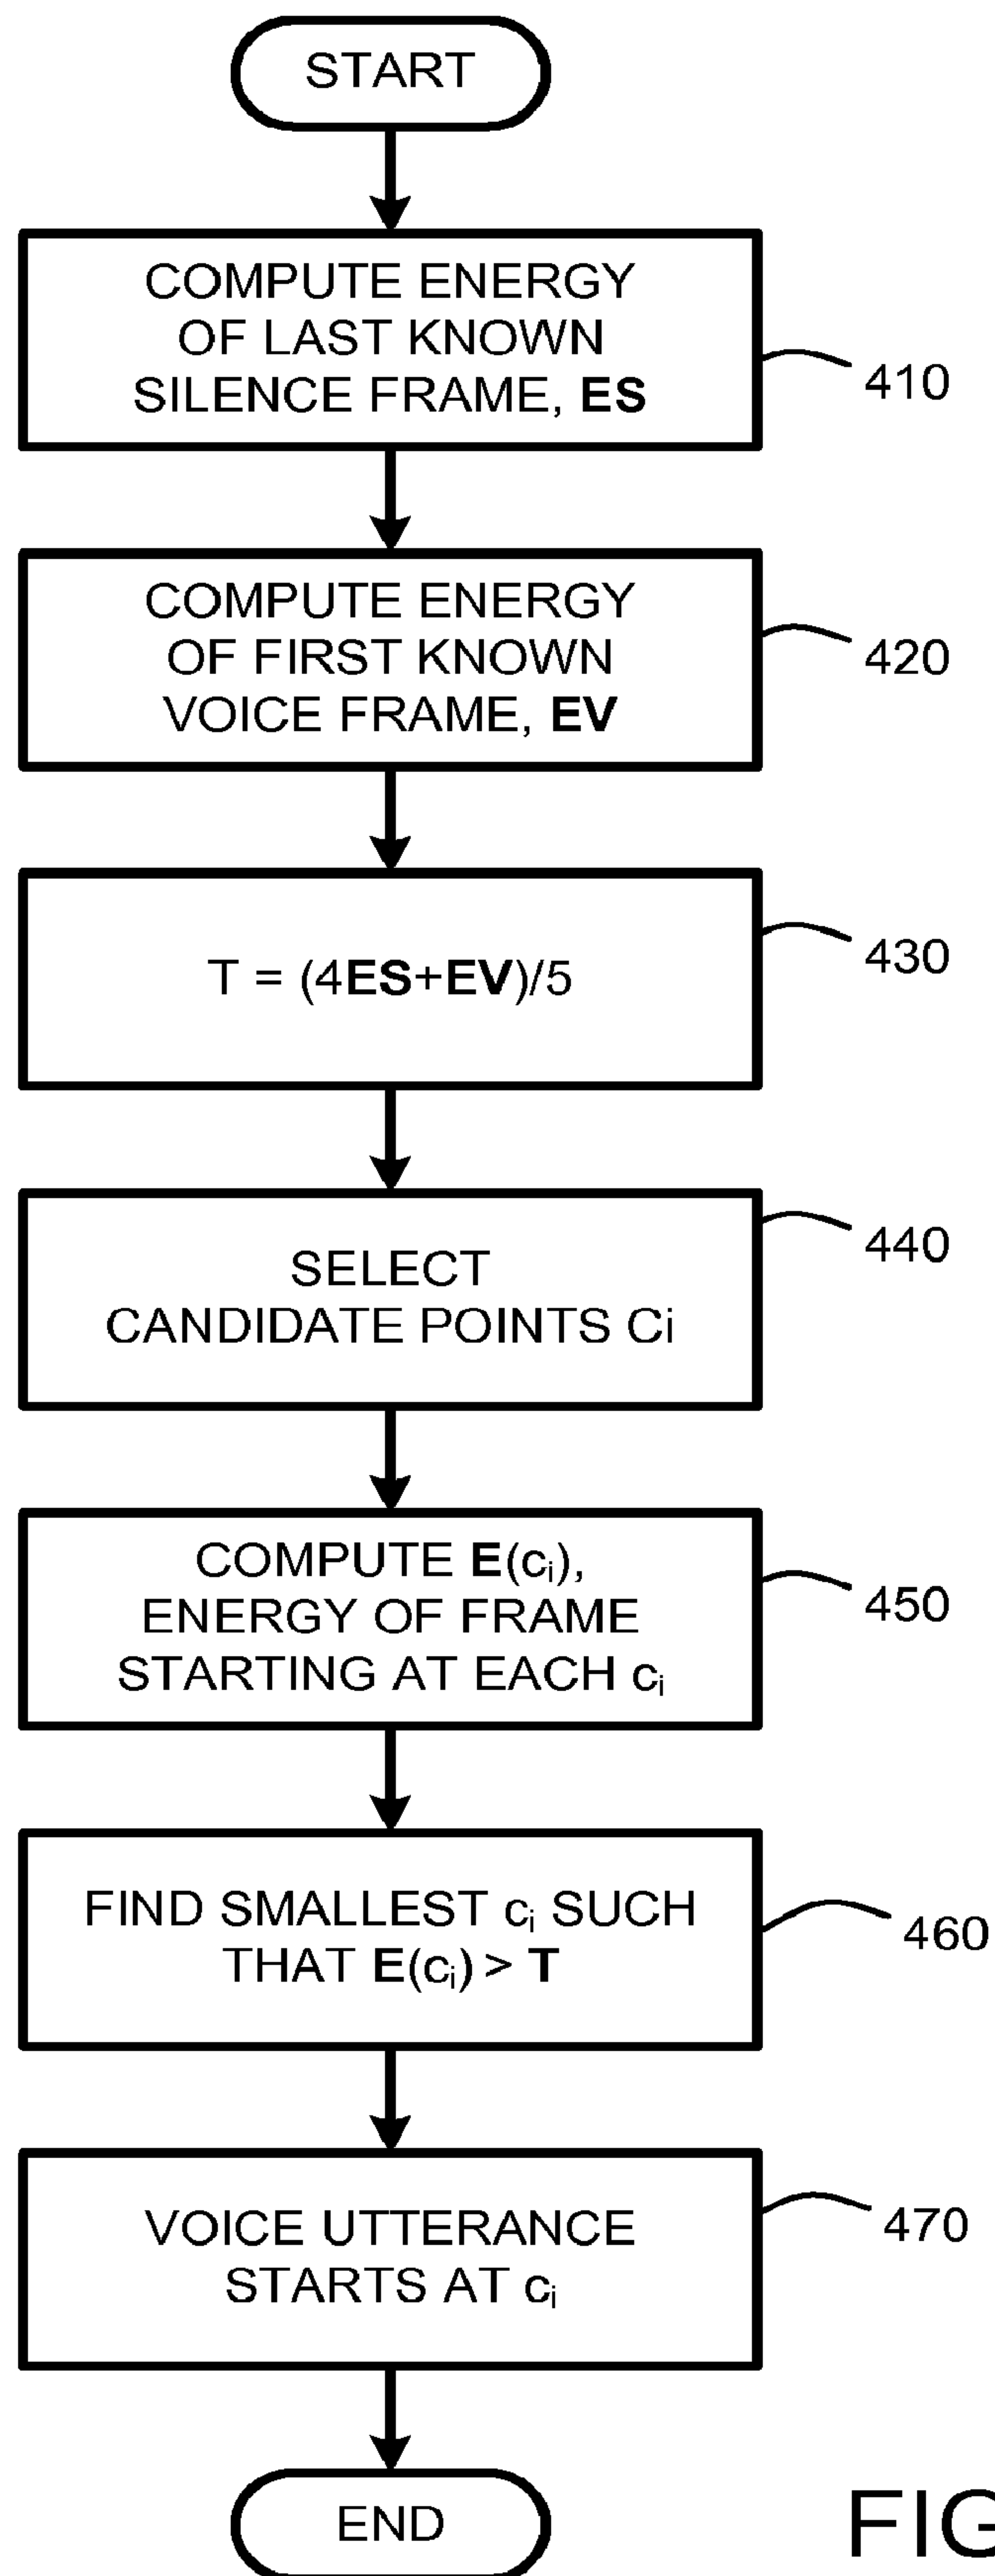 START
COMPUTE ENERGY
OF LAST KNOWN
SILENCE FRAME, ES
410
COMPUTE ENERGY
OF FIRST KNOWN
VOICE FRAME, EV
420
T = (4ES+EV)/5
430
SELECT
CANDIDATE POINTS Ci
440
COMPUTE E(cᵢ),
ENERGY OF FRAME
STARTING AT EACH cᵢ
450
FIND SMALLEST cᵢ SUCH
THAT E(cᵢ) > T
460
VOICE UTTERANCE
STARTS AT cᵢ
470
END
FIG